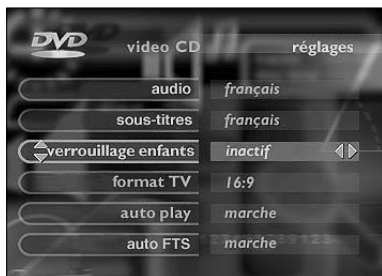 DVD video CD réglages
audio français
sous-titres français
verrouillage enfants inactif
format TV 16:9
auto play marche
auto FTS marche